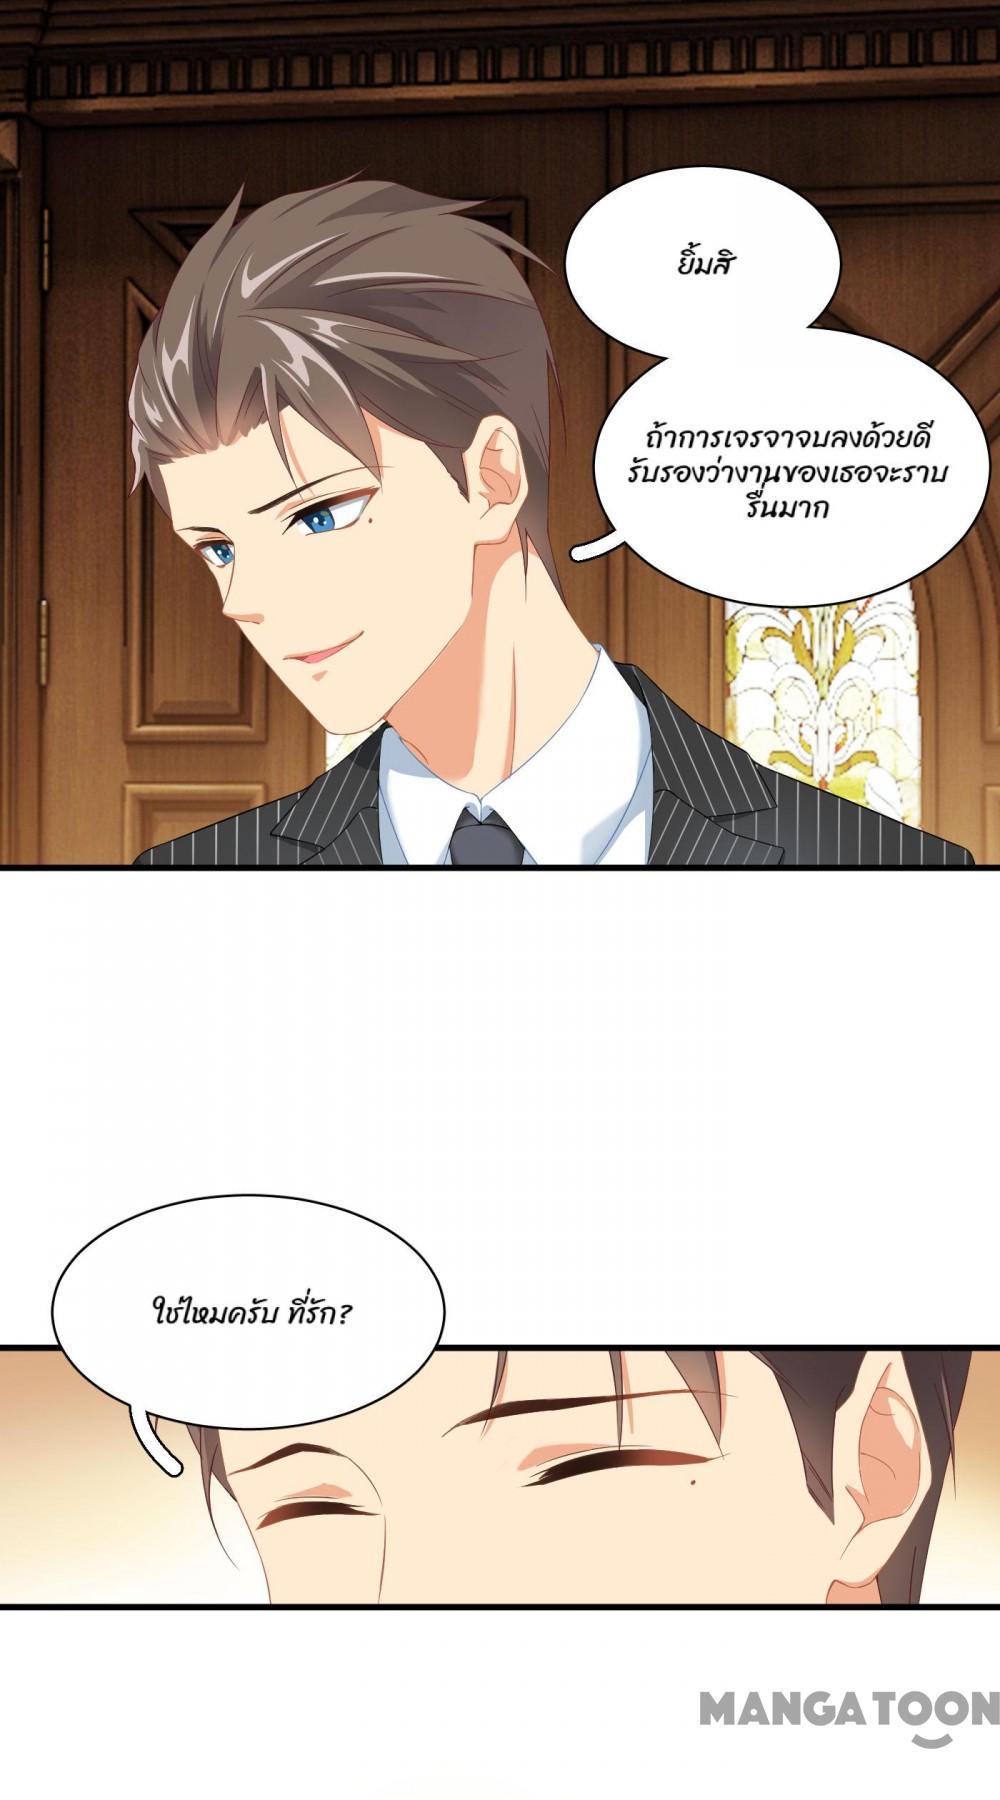 ยิ้มสิ
ถ้าการเจรจาจบลงด้วยดี
รับรองว่างานของเธอจะราบ
รื่นมาก
ใช่ไหมครับ ที่รัก?
MANGATOON